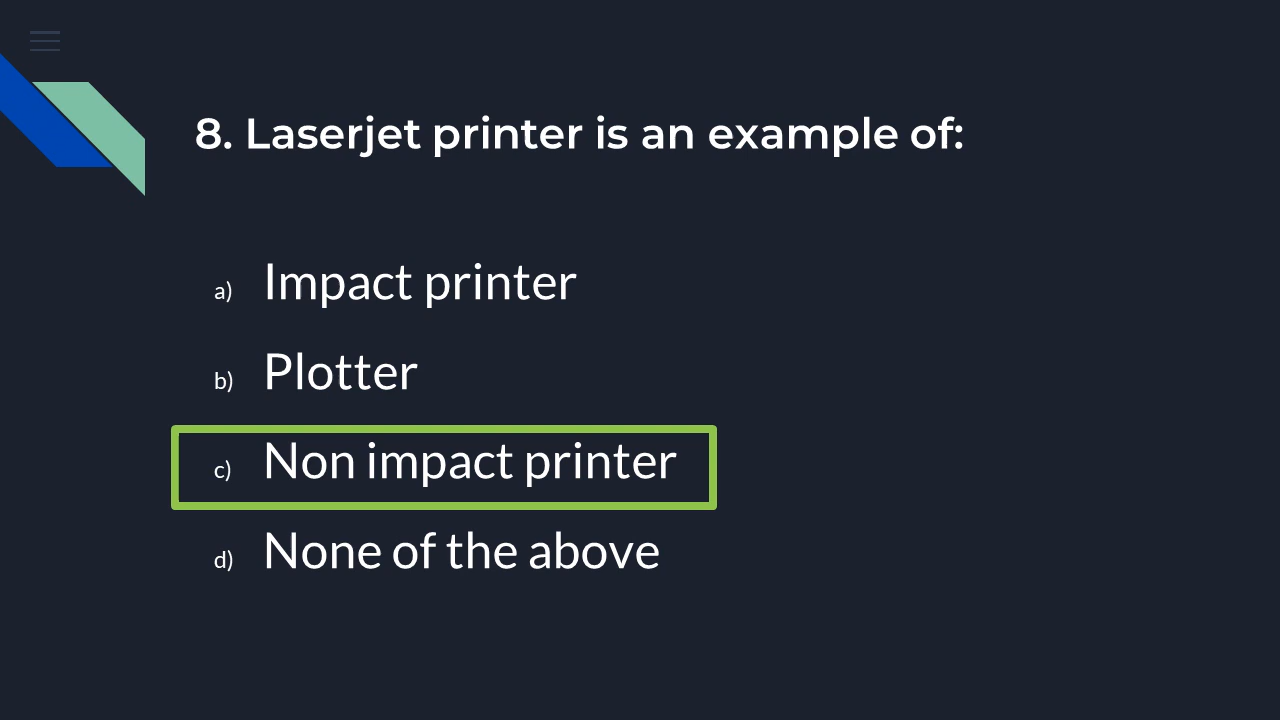 8. Laserjet printer is an example of:
a) Impact printer
b) Plotter
c) Non impact printer
d) None of the above